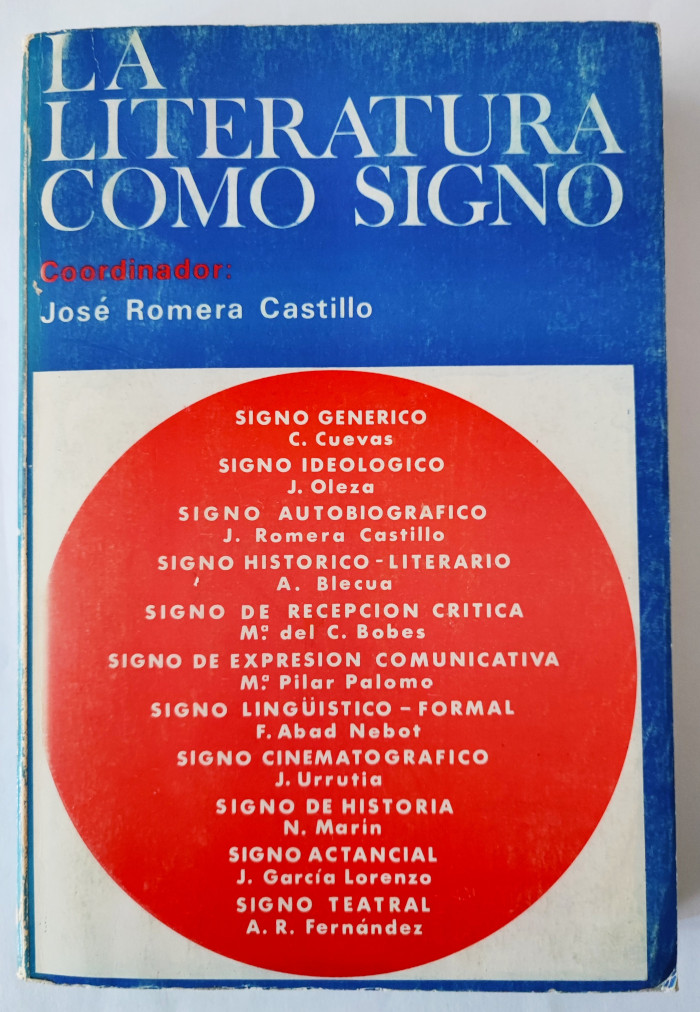 LA
LITERATURA
COMO SIGNO
Coordinador:
José Romera Castillo
SIGNO GENERICO
C. Cuevas
SIGNO IDEOLOGICO
J. Oleza
SIGNO AUTOBIOGRAFICO
J. Romera Castillo
SIGNO HISTORICO-LITERARIO
A. Blecua
SIGNO DE RECEPCION CRITICA
Mª del C. Bobes
SIGNO DE EXPRESION COMUNICATIVA
Mª Pilar Palomo
SIGNO LINGÜISTICO-FORMAL
F. Abad Nebot
SIGNO CINEMATOGRAFICO
J. Urrutia
SIGNO DE HISTORIA
N. Marín
SIGNO ACTANCIAL
J. García Lorenzo
SIGNO TEATRAL
A. R. Fernández